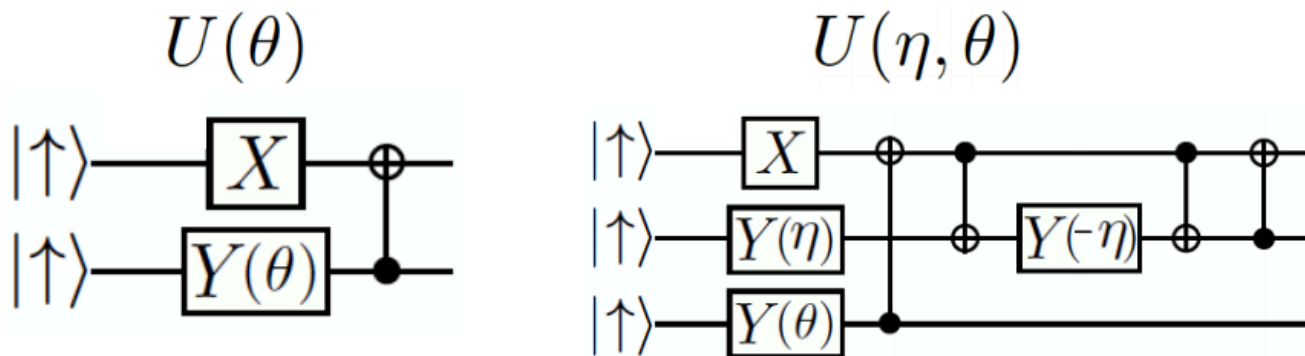 U(θ)
U(η, θ)
|↑⟩ X
|↑⟩ Y(θ)
|↑⟩ X
|↑⟩ Y(η) Y(-η)
|↑⟩ Y(θ)